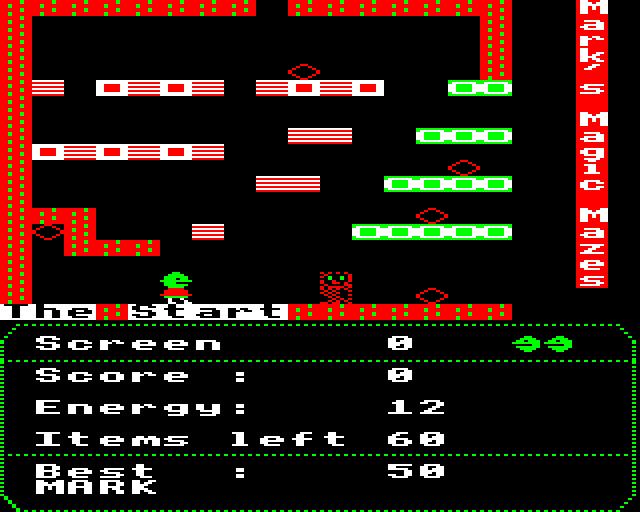 Mark's Magic Mazes
The Start
Screen 0
Score : 0
Energy: 12
Items left 60
Best : 50
MARK